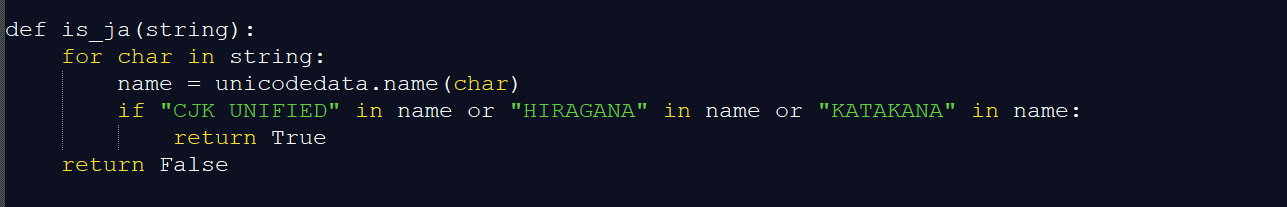 def is_ja(string):
    for char in string:
        name = unicodedata.name(char)
        if "CJK UNIFIED" in name or "HIRAGANA" in name or "KATAKANA" in name:
            return True
    return False